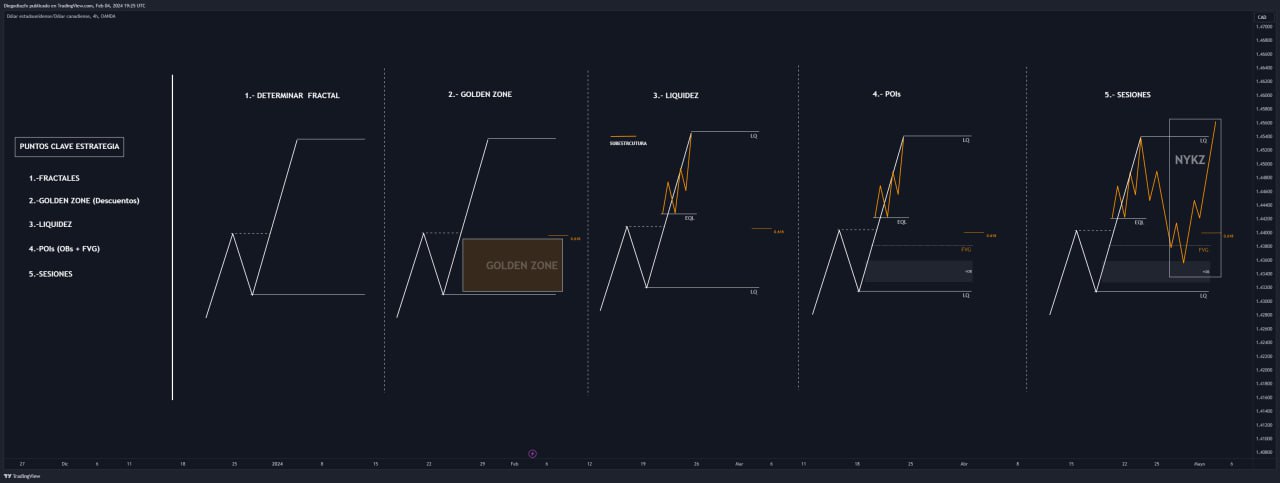 Diegodiaz1c publicado en TradingView.com, Feb 06, 2024 19:25 UTC
Dólar estadounidense/Dólar canadiense, 4h, OANDA
PUNTOS CLAVE ESTRATEGIA
1.-FRACTALES
2.-GOLDEN ZONE (Descuentos)
3.-LIQUIDEZ
4.-POIs (OBs + FVG)
5.-SESIONES
1.- DETERMINAR FRACTAL
2.- GOLDEN ZONE
0,618
GOLDEN ZONE
3.- LIQUIDEZ
SUBESTRCUTURA
LQ
EQL
0,618
LQ
4.- POIs
LQ
EQL
0,618
FVG
+OB
LQ
5.- SESIONES
LQ
NYKZ
EQL
0,618
FVG
+OB
LQ
CAD
1.47000
1.46800
1.46600
1.46400
1.46200
1.46000
1.45800
1.45600
1.45400
1.45200
1.45000
1.44800
1.44600
1.44400
1.44200
1.44000
1.43800
1.43600
1.43400
1.43200
1.43000
1.42800
1.42600
1.42400
1.42200
1.42000
1.41800
1.41600
1.41400
1.41200
1.41000
1.40800
27 Dic 6 11 18 25 2024 8 15 22 29 Feb 6 12 19 26 Mar 6 11 18 25 Abr 8 15 22 25 Mayo 6
TradingView